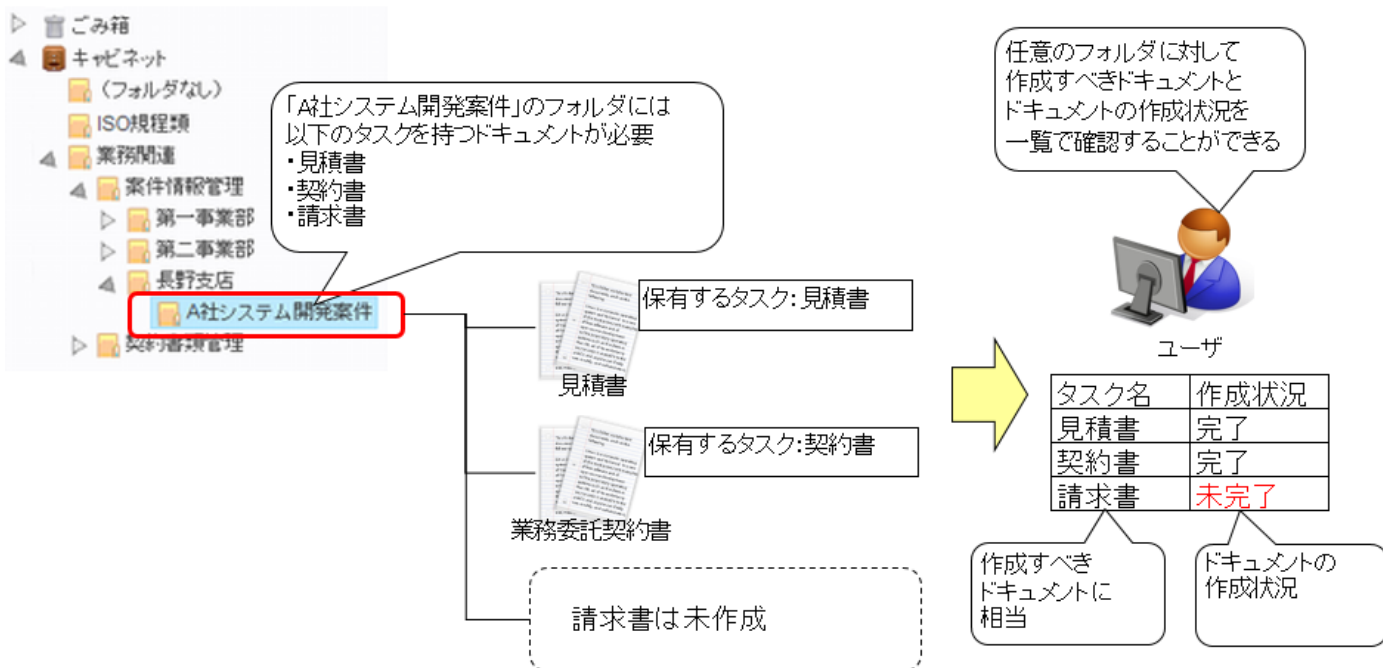 ごみ箱
キャビネット
(フォルダなし)
ISO規程類
業務関連
案件情報管理
第一事業部
第二事業部
長野支店
A社システム開発案件
契約書類管理
「A社システム開発案件」のフォルダには
以下のタスクを持つドキュメントが必要
・見積書
・契約書
・請求書
保有するタスク:見積書
見積書
保有するタスク:契約書
業務委託契約書
請求書は未作成
任意のフォルダに対して
作成すべきドキュメントと
ドキュメントの作成状況を
一覧で確認することができる
ユーザ
タスク名 作成状況
見積書 完了
契約書 完了
請求書 未完了
作成すべき
ドキュメントに
相当
ドキュメントの
作成状況